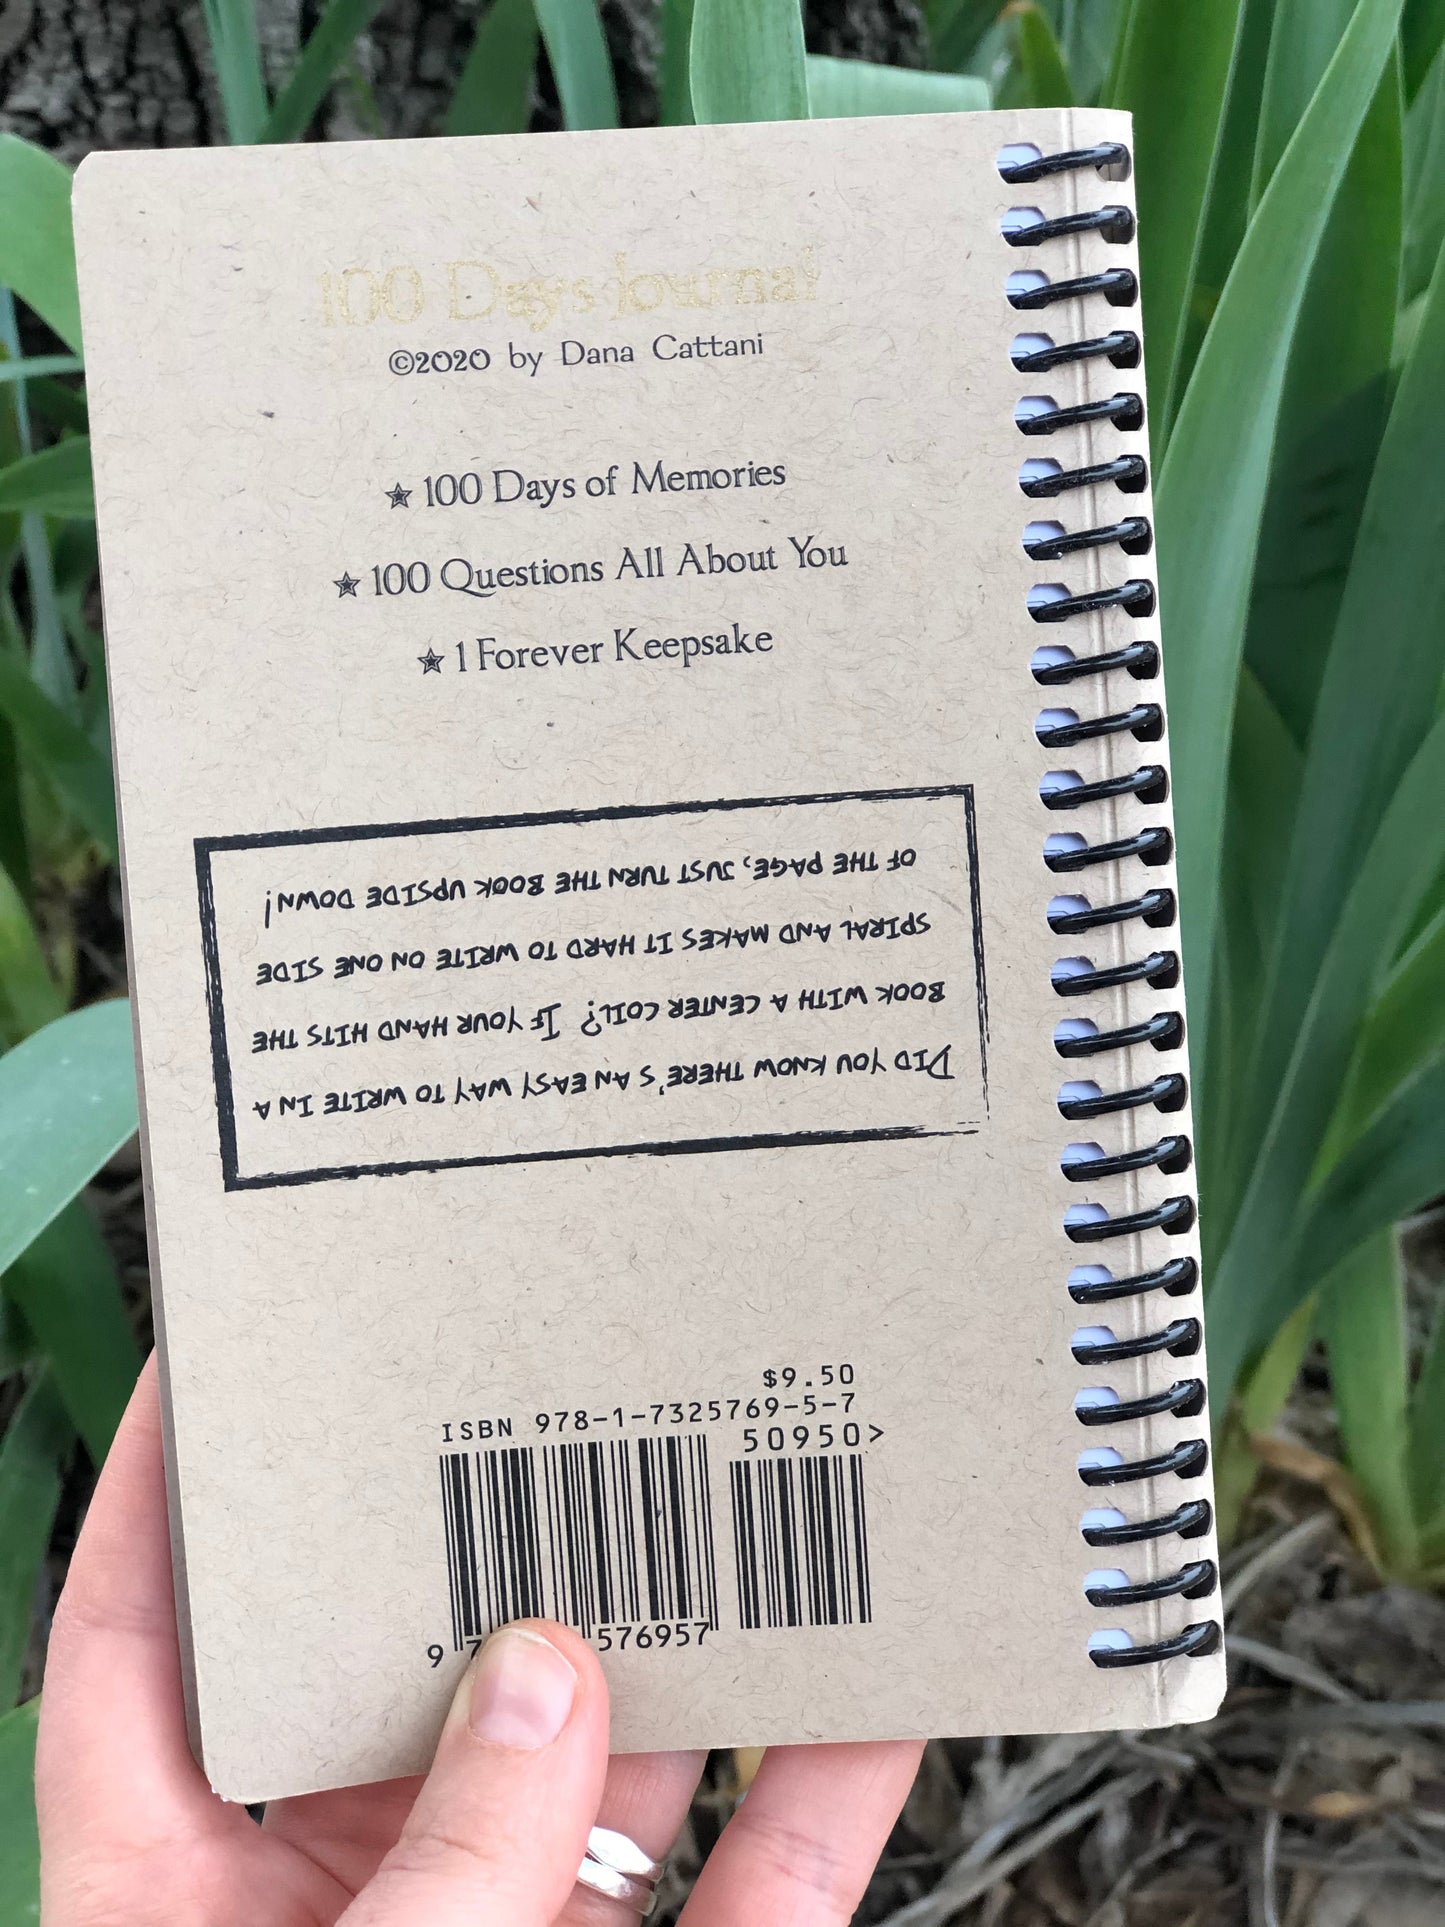 100 Days Journal
©2020 by Dana Cattani
★ 100 Days of Memories
★ 100 Questions All About You
★ 1 Forever Keepsake
Did you know there's an easy way to write in a
book with a center coil? If your hand hits the
spiral and makes it hard to write on one side
of the page, just turn the book upside down!
$9.50
ISBN 978-1-7325769-5-7
50950>
9 7 576957